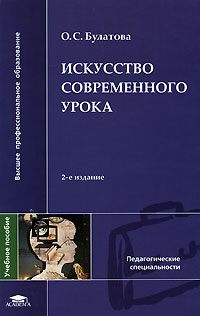 О.С.Булатова
ИСКУССТВО
СОВРЕМЕННОГО
УРОКА
2-е издание
Педагогические
специальности
Высшее профессиональное образование
Учебное пособие
ACADEMA